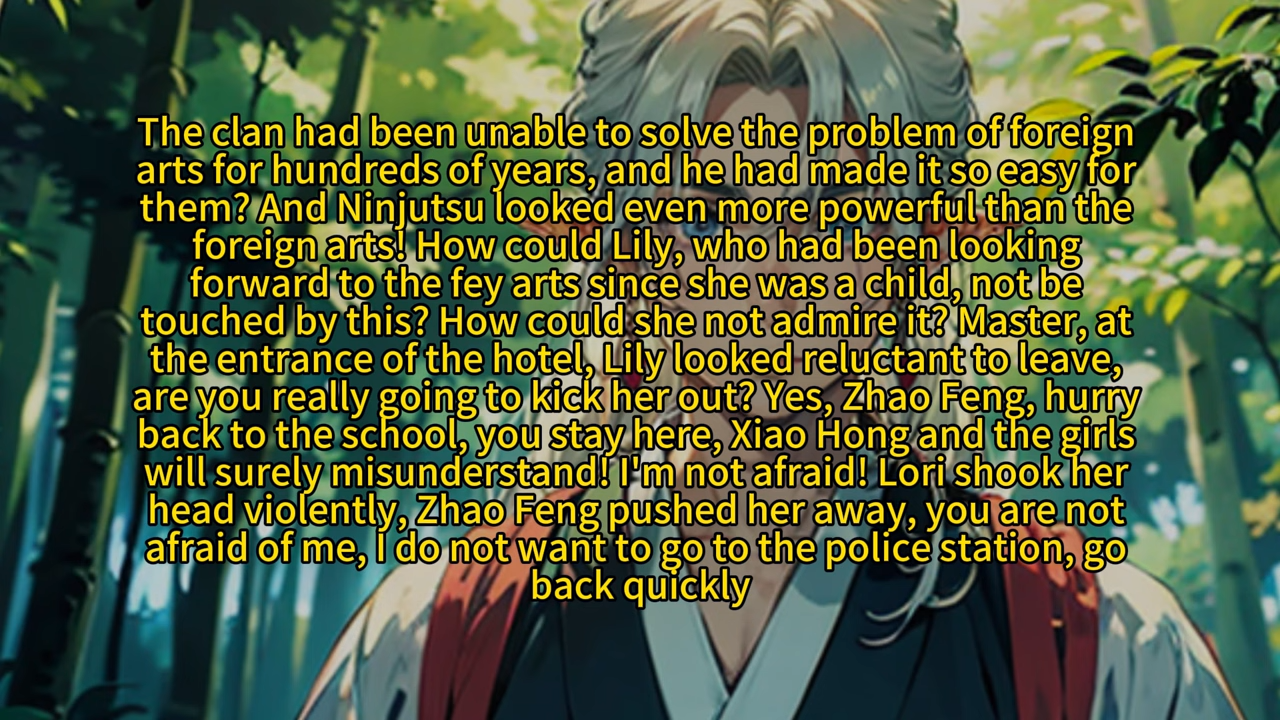 The clan had been unable to solve the problem of foreign
arts for hundreds of years, and he had made it so easy for
them? And Ninjutsu looked even more powerful than the
foreign arts! How could Lily, who had been looking
forward to the fey arts since she was a child, not be
touched by this? How could she not admire it? Master, at
the entrance of the hotel, Lily looked reluctant to leave,
are you really going to kick her out? Yes, Zhao Feng, hurry
back to the school, you stay here, Xiao Hong and the girls
will surely misunderstand! I'm not afraid! Lori shook her
head violently, Zhao Feng pushed her away, you are not
afraid of me, I do not want to go to the police station, go
back quickly